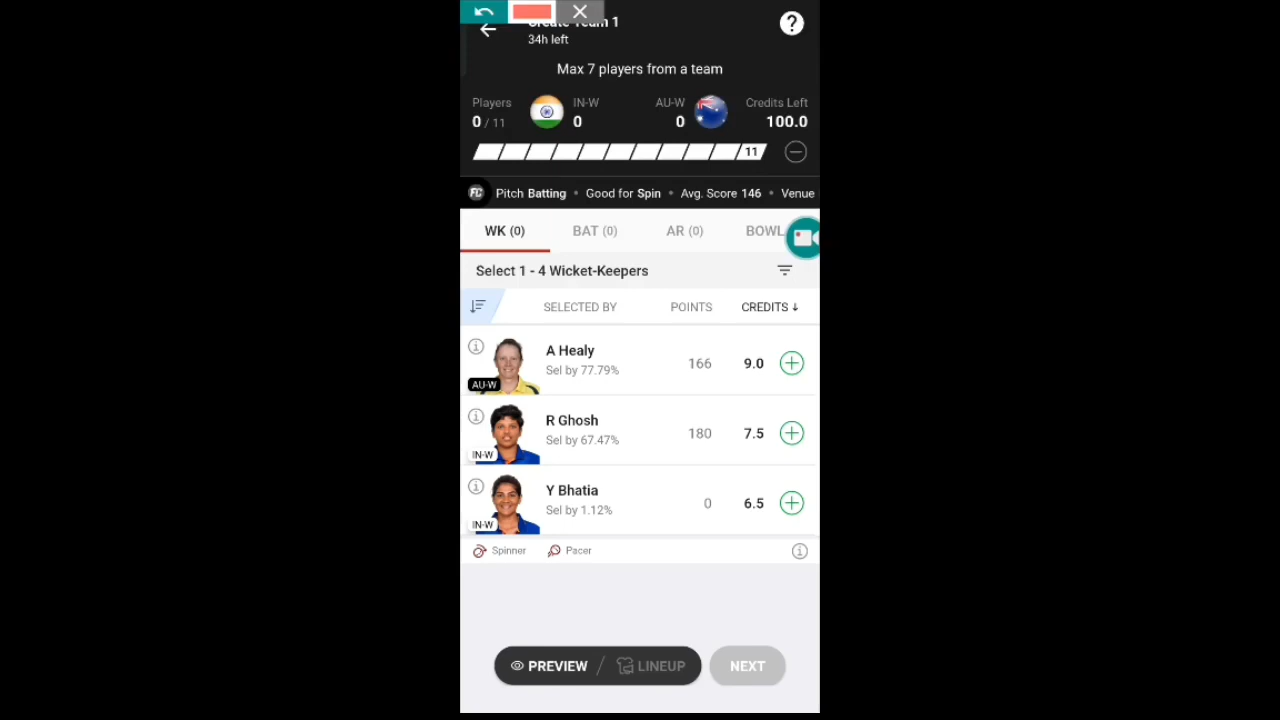 Create Team 1
34h left
Max 7 players from a team
Players IN-W AU-W Credits Left
0 / 11 0 0 100.0
11
FC Pitch Batting • Good for Spin • Avg. Score 146 • Venue
WK (0) BAT (0) AR (0) BOWL
Select 1 - 4 Wicket-Keepers
SELECTED BY POINTS CREDITS ↓
A Healy
Sel by 77.79% 166 9.0
AU-W
R Ghosh
Sel by 67.47% 180 7.5
IN-W
Y Bhatia
Sel by 1.12% 0 6.5
IN-W
Spinner Pacer
PREVIEW / LINEUP NEXT